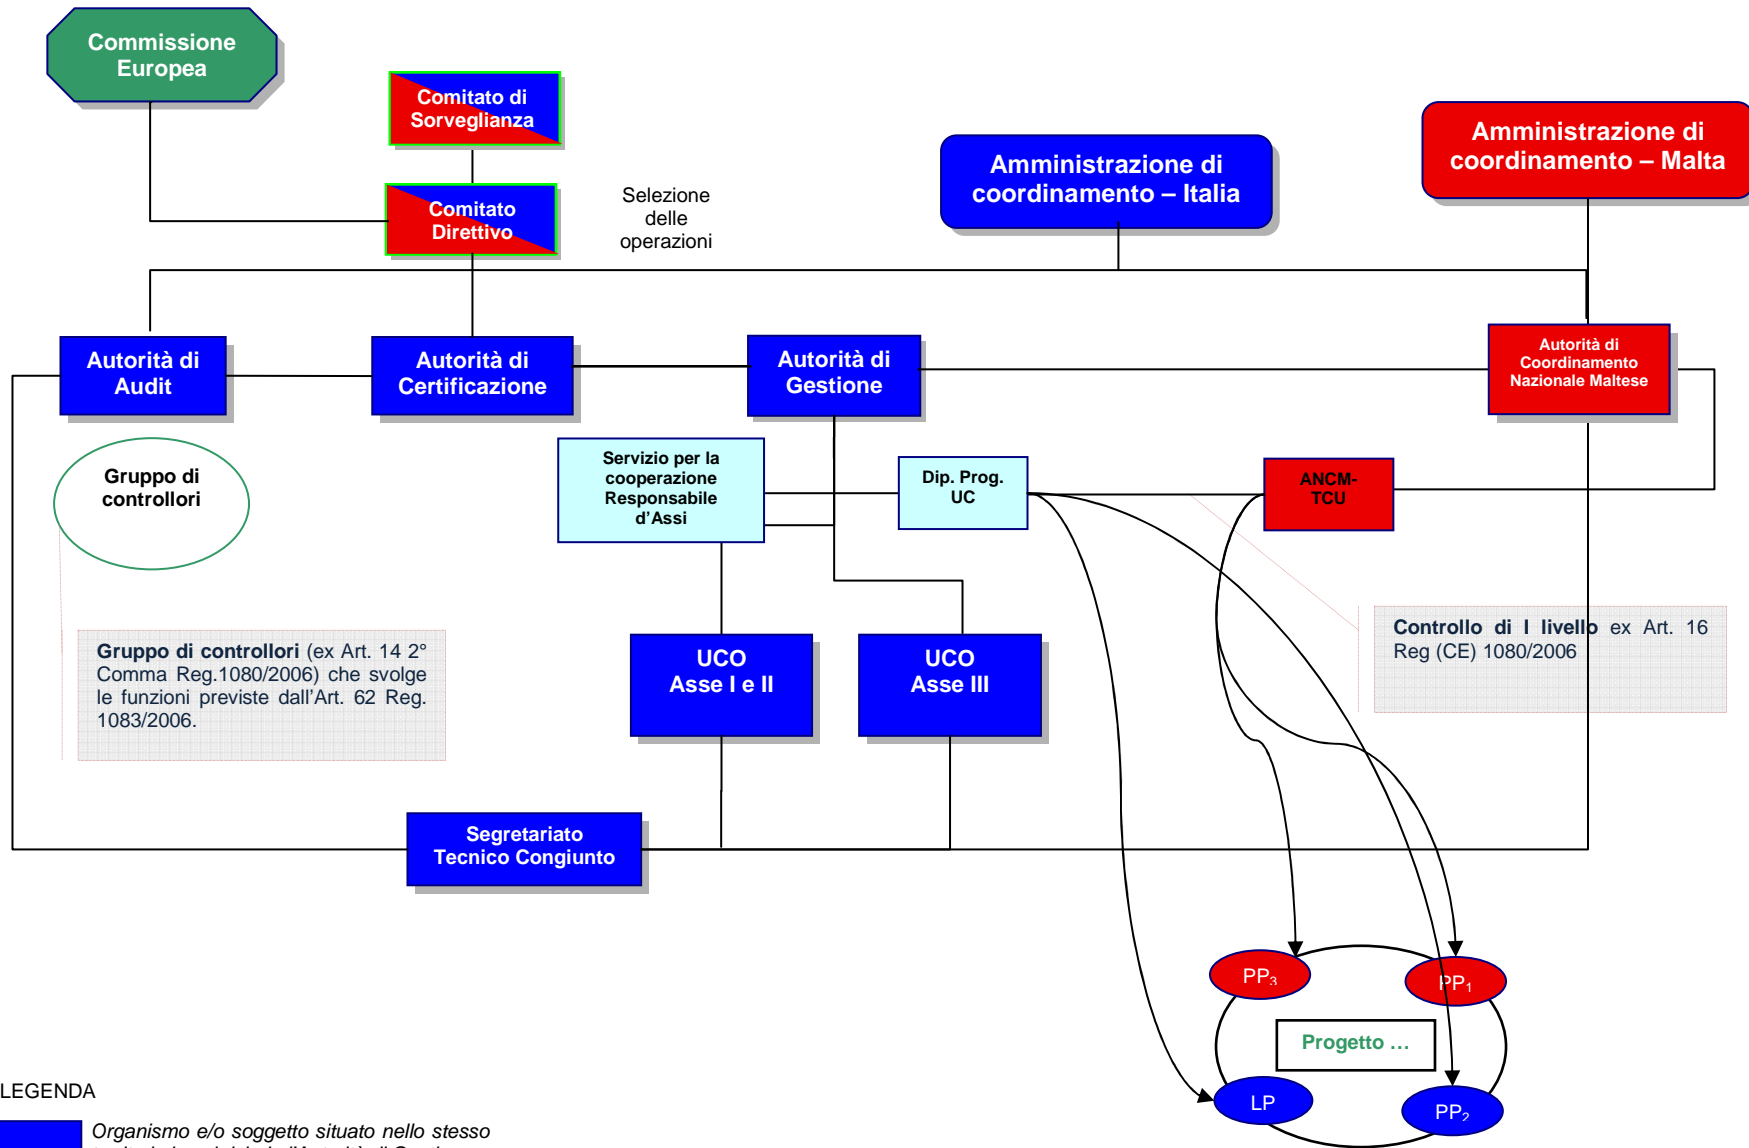 Commissione
Europea
Comitato di
Sorveglianza
Amministrazione di
coordinamento – Malta
Amministrazione di
coordinamento – Italia
Comitato
Direttivo
Selezione
delle
operazioni
Autorità di
Audit
Autorità di
Certificazione
Autorità di
Gestione
Autorità di
Coordinamento
Nazionale Maltese
Gruppo di
controllori
Servizio per la
cooperazione
Responsabile
d’Assi
Dip. Prog.
UC
ANCM-
TCU
Gruppo di controllori (ex Art. 14 2°
Comma Reg.1080/2006) che svolge
le funzioni previste dall’Art. 62 Reg.
1083/2006.
UCO
Asse I e II
UCO
Asse III
Controllo di I livello ex Art. 16
Reg (CE) 1080/2006
Segretariato
Tecnico Congiunto
PP3
PP1
Progetto …
LP
PP2
LEGENDA
Organismo e/o soggetto situato nello stesso